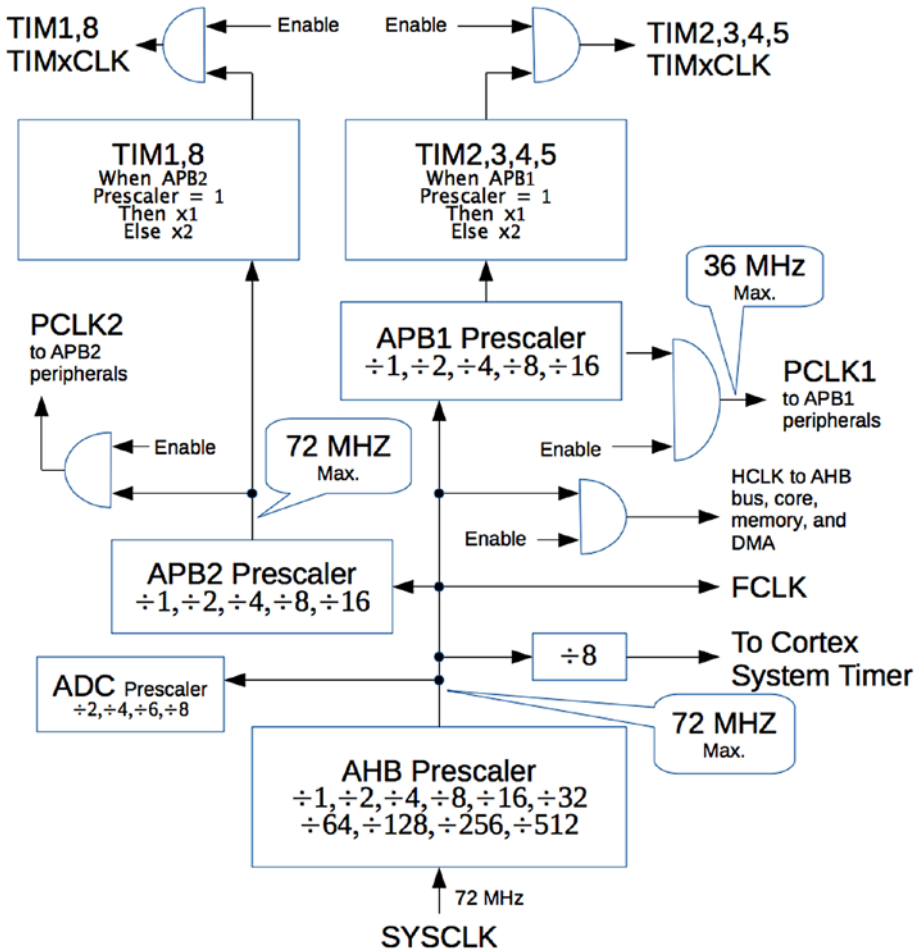 TIM1,8
TIMxCLK
Enable
Enable
TIM2,3,4,5
TIMxCLK
TIM1,8
When APB2
Prescaler = 1
Then x1
Else x2
TIM2,3,4,5
When APB1
Prescaler = 1
Then x1
Else x2
36 MHz
Max.
PCLK2
to APB2
peripherals
APB1 Prescaler
÷1,÷2,÷4,÷8,÷16
PCLK1
to APB1
peripherals
Enable
72 MHZ
Max.
Enable
HCLK to AHB
bus, core,
memory, and
DMA
Enable
APB2 Prescaler
÷1,÷2,÷4,÷8,÷16
FCLK
÷8
To Cortex
System Timer
ADC Prescaler
÷2,÷4,÷6,÷8
72 MHZ
Max.
AHB Prescaler
÷1,÷2,÷4,÷8,÷16,÷32
÷64,÷128,÷256,÷512
72 MHz
SYSCLK